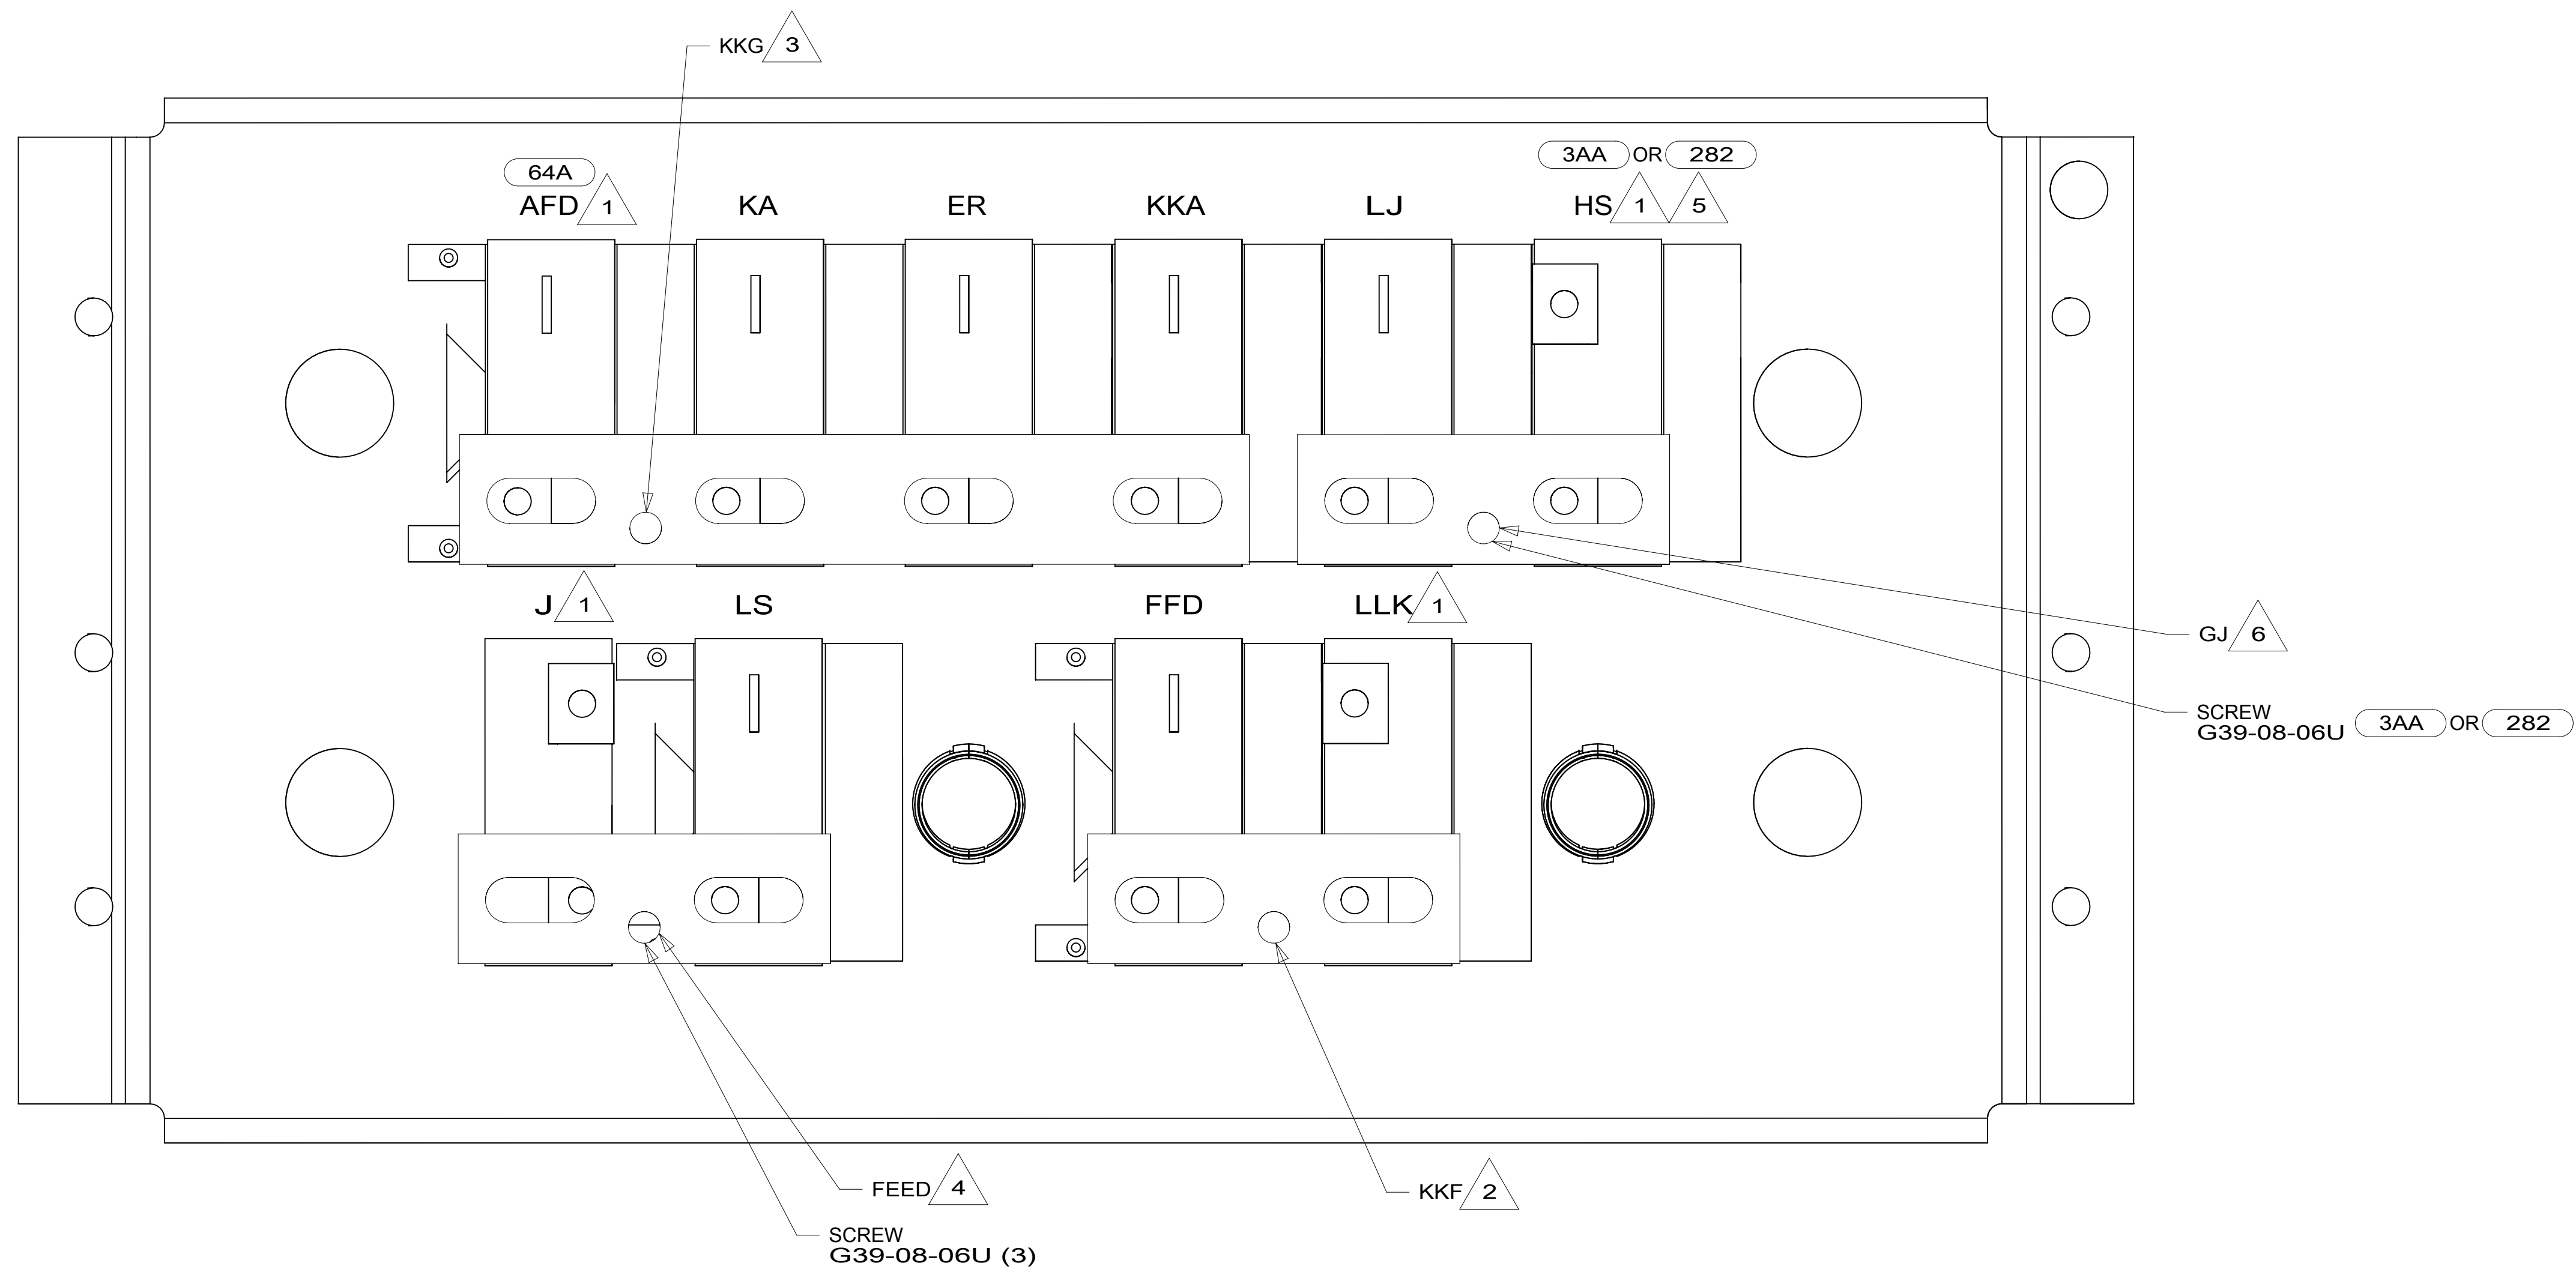 KKG 3
3AA OR 282
64A
AFD 1 KA ER KKA LJ HS 1 5
J 1 LS FFD LLK 1
GJ 6
SCREW
G39-08-06U 3AA OR 282
FEED 4
KKF 2
SCREW
G39-08-06U (3)